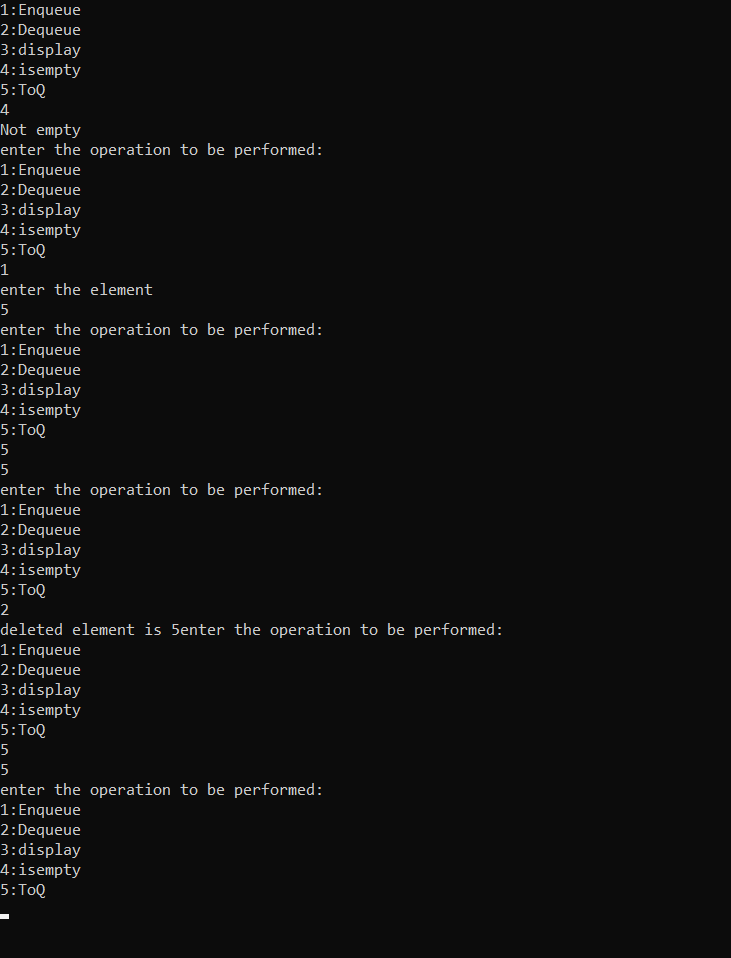 1:Enqueue
2:Dequeue
3:display
4:isempty
5:ToQ
4
Not empty
enter the operation to be performed:
1:Enqueue
2:Dequeue
3:display
4:isempty
5:ToQ
1
enter the element
5
enter the operation to be performed:
1:Enqueue
2:Dequeue
3:display
4:isempty
5:ToQ
5
5
enter the operation to be performed:
1:Enqueue
2:Dequeue
3:display
4:isempty
5:ToQ
2
deleted element is 5enter the operation to be performed:
1:Enqueue
2:Dequeue
3:display
4:isempty
5:ToQ
5
5
enter the operation to be performed:
1:Enqueue
2:Dequeue
3:display
4:isempty
5:ToQ